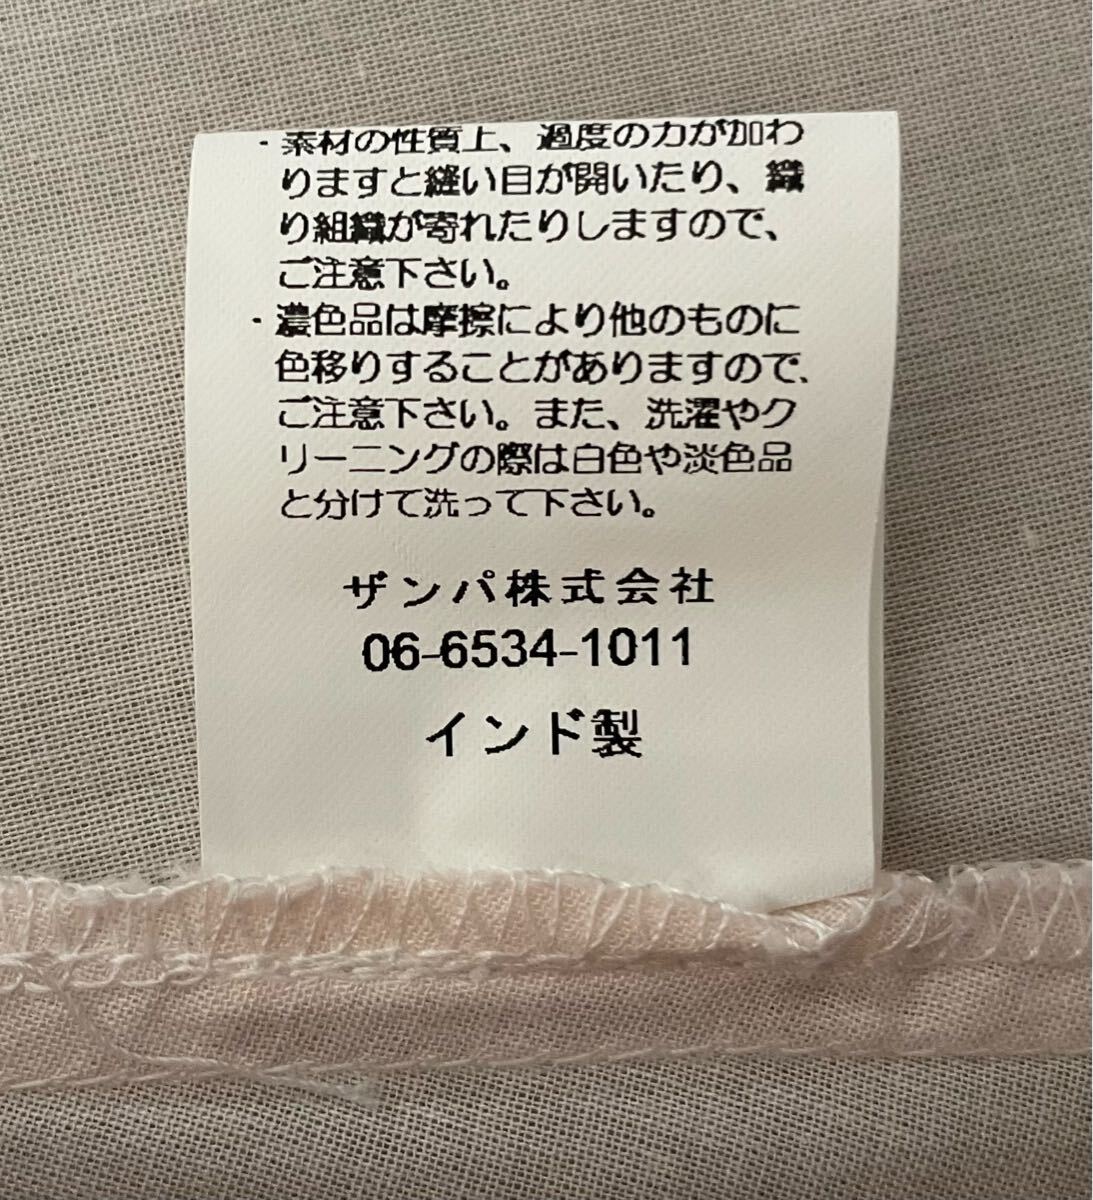 ・素材の性質上、過度の力が加わ
りますと縫い目が開いたり、織
り組織が寄れたりしますので、
ご注意下さい。
・濃色品は摩擦により他のものに
色移りすることがありますので、
ご注意下さい。また、洗濯やク
リーニングの際は白色や淡色品
と分けて洗って下さい。
ザンパ株式会社
06-6534-1011
インド製